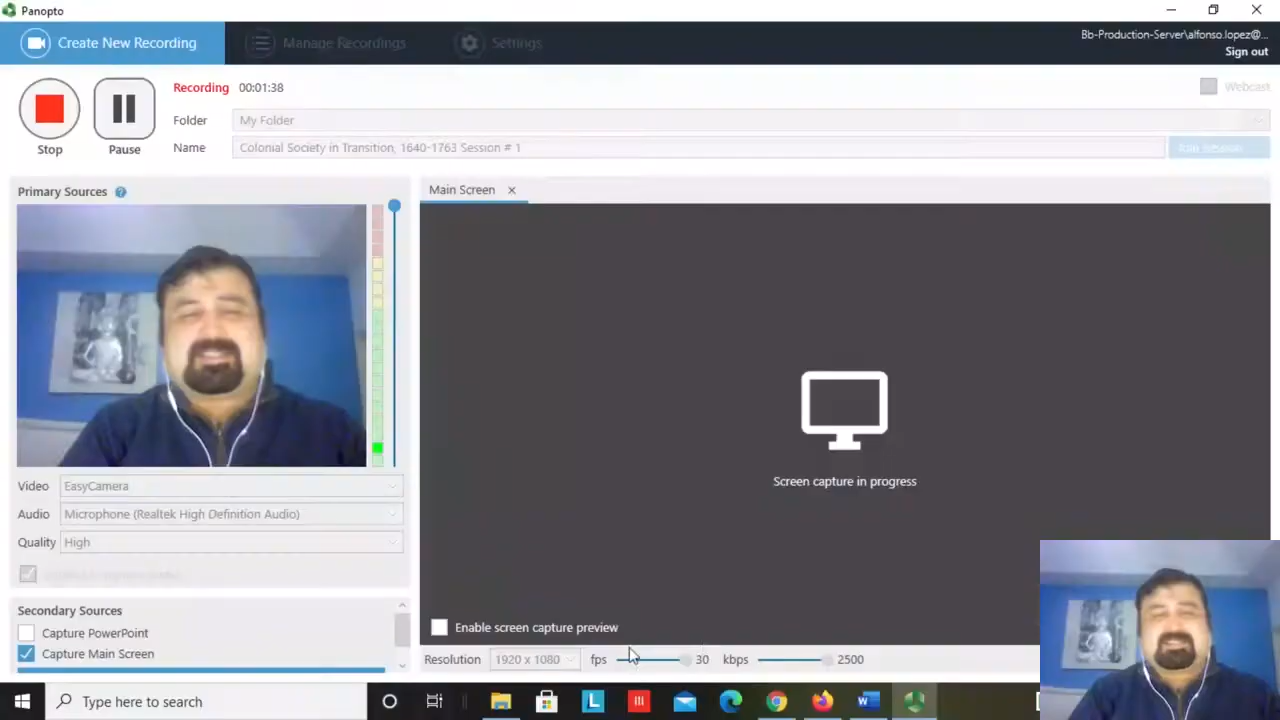 Panopto
Create New Recording
Manage Recordings
Settings
Bb-Production-Server\alfonso.lopez@...
Sign out
Recording 00:01:38
Webcast
Folder My Folder
Name Colonial Society in Transition, 1640-1763 Session # 1
Join Session
Stop
Pause
Primary Sources ?
Main Screen ×
Screen capture in progress
Video EasyCamera
Audio Microphone (Realtek High Definition Audio)
Quality High
Secondary Sources
Capture PowerPoint
Capture Main Screen
Enable screen capture preview
Resolution 1920 x 1080 fps 30 kbps 2500
Type here to search